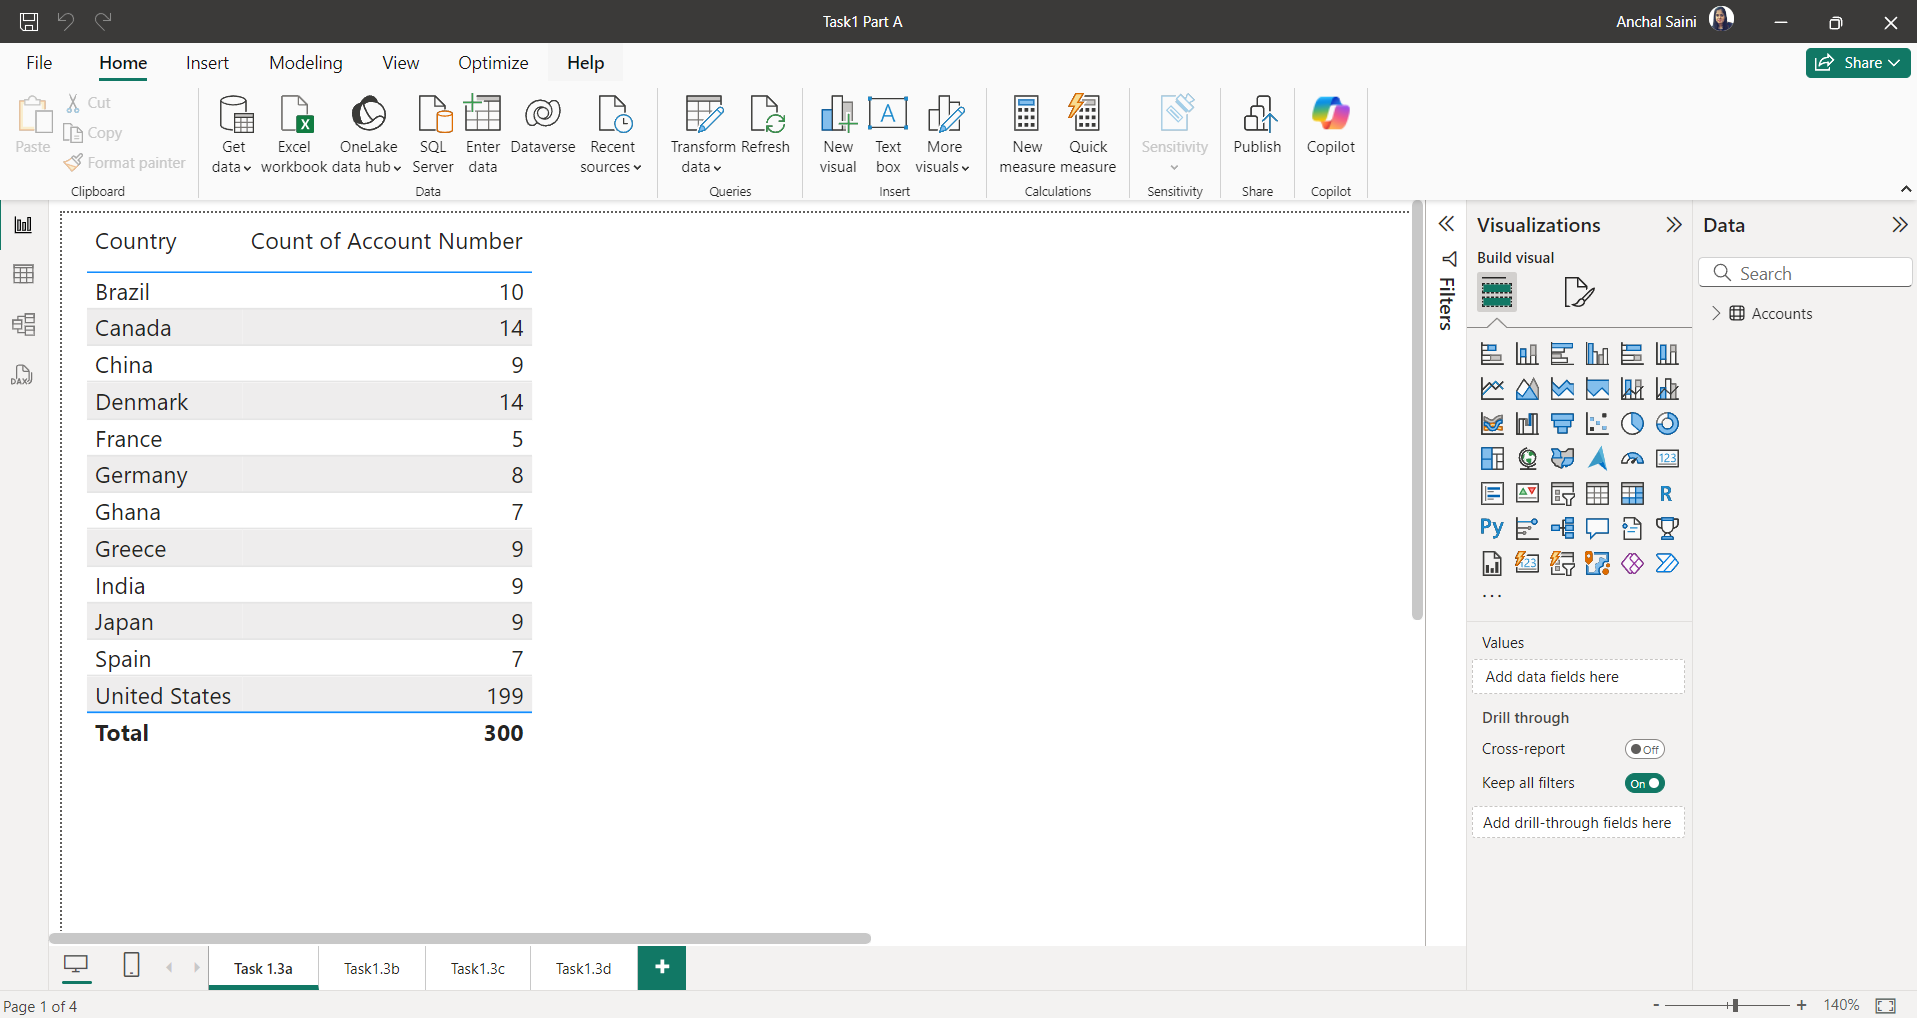 Task1 Part A
Anchal Saini
File Home Insert Modeling View Optimize Help
Share
Paste
Cut
Copy
Format painter
Clipboard
Get data
Excel workbook
OneLake data hub
SQL Server
Enter data
Dataverse
Recent sources
Data
Transform data
Refresh
Queries
New visual
Text box
More visuals
Insert
New measure
Quick measure
Calculations
Sensitivity
Sensitivity
Publish
Share
Copilot
Copilot
DAX
Country Count of Account Number
Brazil 10
Canada 14
China 9
Denmark 14
France 5
Germany 8
Ghana 7
Greece 9
India 9
Japan 9
Spain 7
United States 199
Total 300
Filters
Visualizations
Build visual
123
R
Py
123
...
Values
Add data fields here
Drill through
Cross-report Off
Keep all filters On
Add drill-through fields here
Data
Search
Accounts
Task 1.3a Task1.3b Task1.3c Task1.3d +
Page 1 of 4
- + 140%